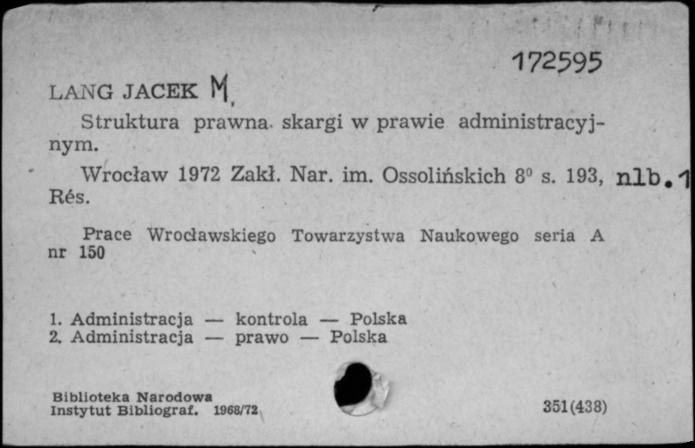 172595
LANG JACEK M.
Struktura prawna skargi w prawie administracyj-
nym.
Wrocław 1972 Zakł. Nar. im. Ossolińskich 8° s. 193, nlb. 1
Rés.
Prace Wrocławskiego Towarzystwa Naukowego seria A
nr 150
1. Administracja — kontrola — Polska
2. Administracja — prawo — Polska
Biblioteka Narodowa
Instytut Bibliograf. 1968/72
351(438)